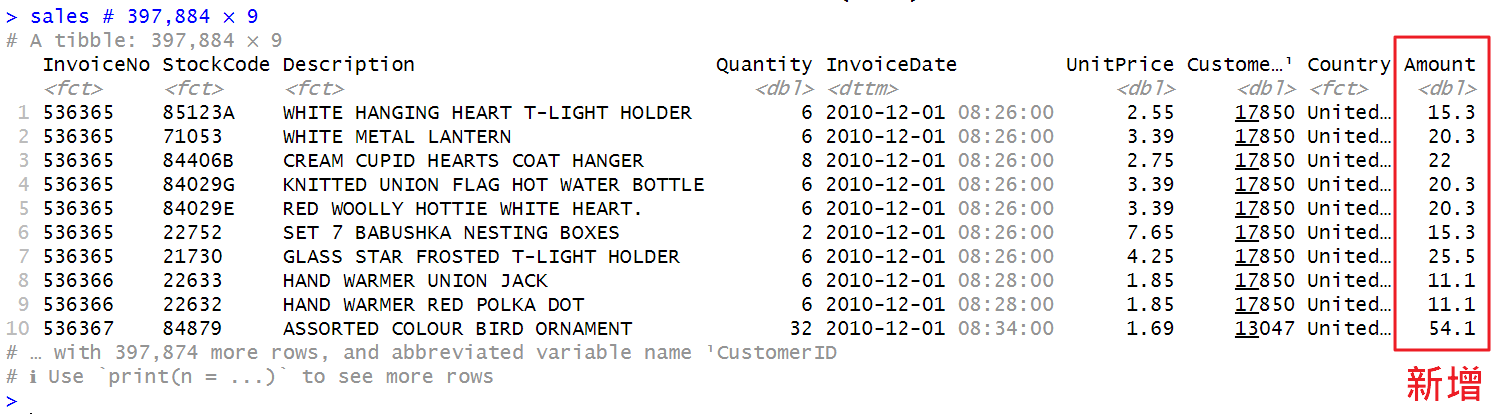 > sales # 397,884 × 9
# A tibble: 397,884 × 9
InvoiceNo StockCode Description Quantity InvoiceDate UnitPrice Custome…¹ Country Amount
<fct> <fct> <fct> <dbl> <dttm> <dbl> <dbl> <fct> <dbl>
1 536365 85123A WHITE HANGING HEART T-LIGHT HOLDER 6 2010-12-01 08:26:00 2.55 17850 United… 15.3
2 536365 71053 WHITE METAL LANTERN 6 2010-12-01 08:26:00 3.39 17850 United… 20.3
3 536365 84406B CREAM CUPID HEARTS COAT HANGER 8 2010-12-01 08:26:00 2.75 17850 United… 22
4 536365 84029G KNITTED UNION FLAG HOT WATER BOTTLE 6 2010-12-01 08:26:00 3.39 17850 United… 20.3
5 536365 84029E RED WOOLLY HOTTIE WHITE HEART. 6 2010-12-01 08:26:00 3.39 17850 United… 20.3
6 536365 22752 SET 7 BABUSHKA NESTING BOXES 2 2010-12-01 08:26:00 7.65 17850 United… 15.3
7 536365 21730 GLASS STAR FROSTED T-LIGHT HOLDER 6 2010-12-01 08:26:00 4.25 17850 United… 25.5
8 536366 22633 HAND WARMER UNION JACK 6 2010-12-01 08:28:00 1.85 17850 United… 11.1
9 536366 22632 HAND WARMER RED POLKA DOT 6 2010-12-01 08:28:00 1.85 17850 United… 11.1
10 536367 84879 ASSORTED COLOUR BIRD ORNAMENT 32 2010-12-01 08:34:00 1.69 13047 United… 54.1
# … with 397,874 more rows, and abbreviated variable name ¹CustomerID
# ℹ Use `print(n = ...)` to see more rows
新增
>